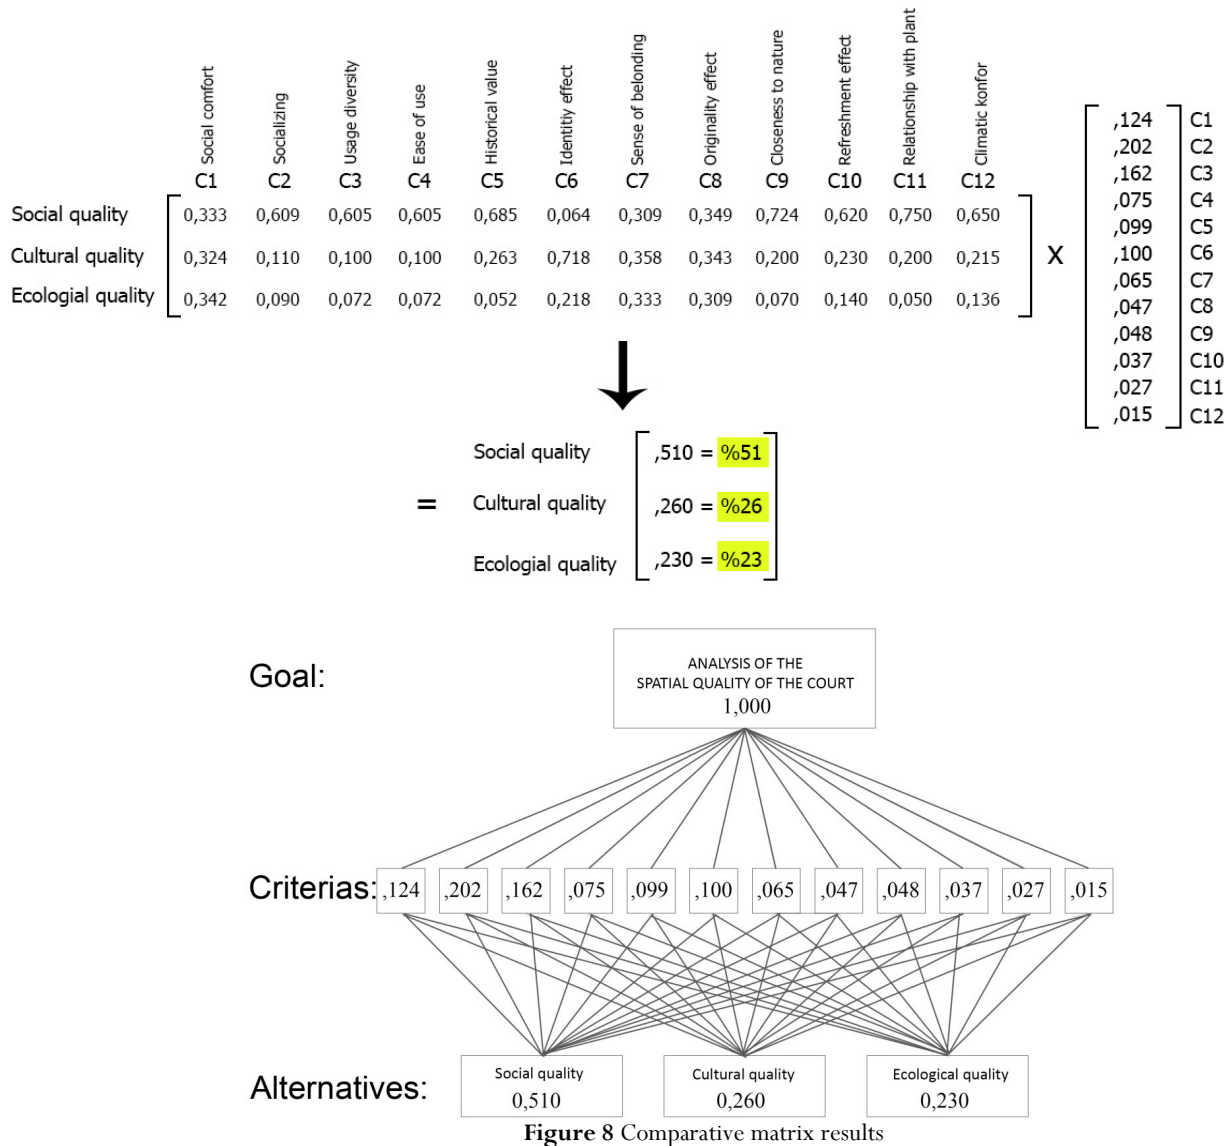 Social comfort
Socializing
Usage diversity
Ease of use
Historical value
Identitiy effect
Sense of belonding
Originality effect
Closeness to nature
Refreshment effect
Relationship with plant
Climatic konfor
C1 C2 C3 C4 C5 C6 C7 C8 C9 C10 C11 C12
Social quality 0,333 0,609 0,605 0,605 0,685 0,064 0,309 0,349 0,724 0,620 0,750 0,650
Cultural quality 0,324 0,110 0,100 0,100 0,263 0,718 0,358 0,343 0,200 0,230 0,200 0,215
Ecologial quality 0,342 0,090 0,072 0,072 0,052 0,218 0,333 0,309 0,070 0,140 0,050 0,136
X
,124 C1
,202 C2
,162 C3
,075 C4
,099 C5
,100 C6
,065 C7
,047 C8
,048 C9
,037 C10
,027 C11
,015 C12
Social quality ,510 = %51
= Cultural quality ,260 = %26
Ecologial quality ,230 = %23
Goal:
ANALYSIS OF THE
SPATIAL QUALITY OF THE COURT
1,000
Criterias: ,124 ,202 ,162 ,075 ,099 ,100 ,065 ,047 ,048 ,037 ,027 ,015
Alternatives:
Social quality
0,510
Cultural quality
0,260
Ecological quality
0,230
Figure 8 Comparative matrix results